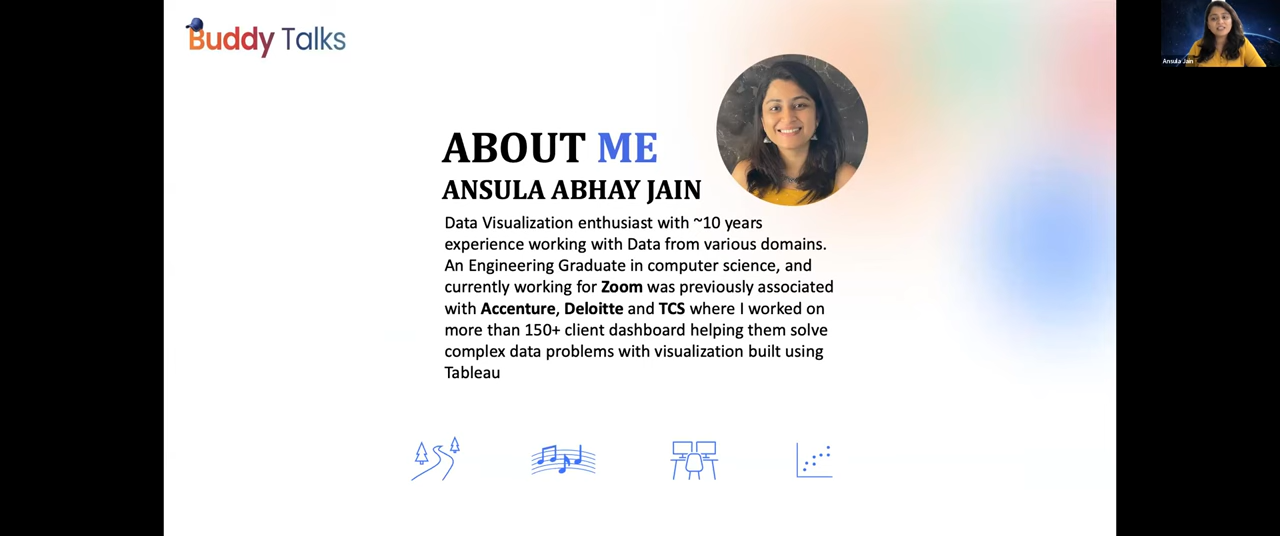 Buddy Talks
Ansula Jain
ABOUT ME
ANSULA ABHAY JAIN
Data Visualization enthusiast with ~10 years
experience working with Data from various domains.
An Engineering Graduate in computer science, and
currently working for Zoom was previously associated
with Accenture, Deloitte and TCS where I worked on
more than 150+ client dashboard helping them solve
complex data problems with visualization built using
Tableau